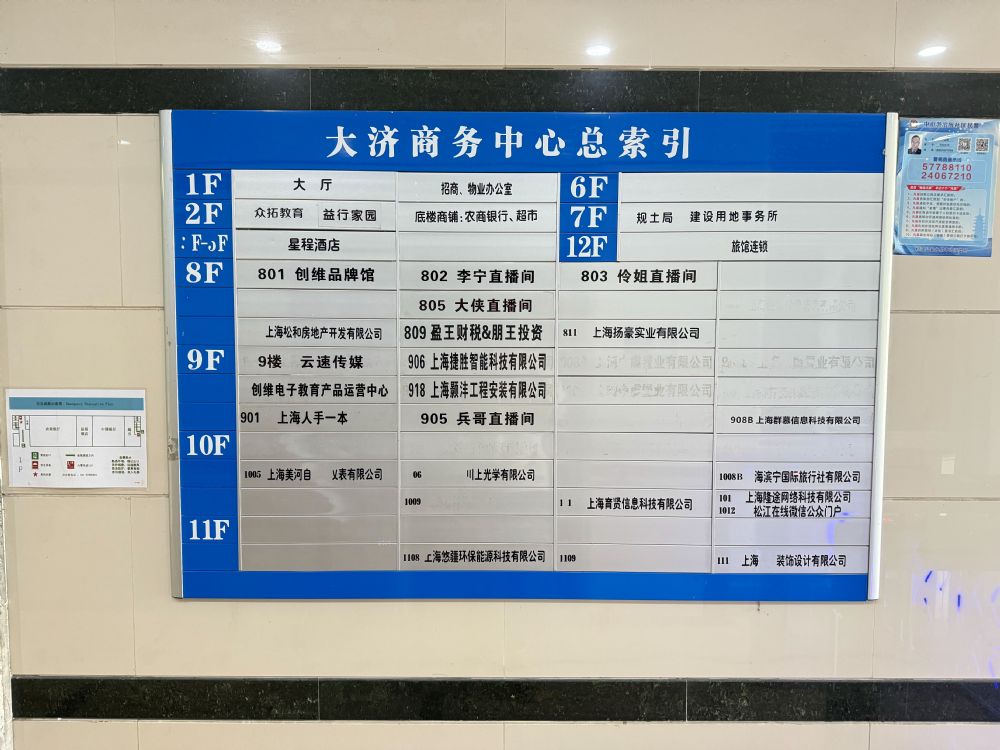 大济商务中心总索引
1F 大厅 招商、物业办公室 6F
2F 众拓教育 益行家园 底楼商铺:农商银行、超市 7F 规土局 建设用地事务所
星程酒店 12F 旅馆连锁
8F 801 创维品牌馆 802 李宁直播间 803 伶姐直播间
805 大侠直播间
上海松和房地产开发有限公司 809 盈王财税&朋王投资 811 上海扬豪实业有限公司
9F 9楼 云速传媒 906 上海捷胜智能科技有限公司
创维电子教育产品运营中心 918 上海颢沣工程安装有限公司
901 上海人手一本 905 兵哥直播间 908B 上海群慕信息科技有限公司
10F
1005 上海美河自 仪表有限公司 06 川上光学有限公司 1008B 海滨宁国际旅行社有限公司
1009 1 1 上海育贤信息科技有限公司 101 上海隆途网络科技有限公司
1012 松江在线微信公众门户
11F
1108 上海悠疆环保能源科技有限公司 1109 111 上海 装饰设计有限公司
57788110
24067210